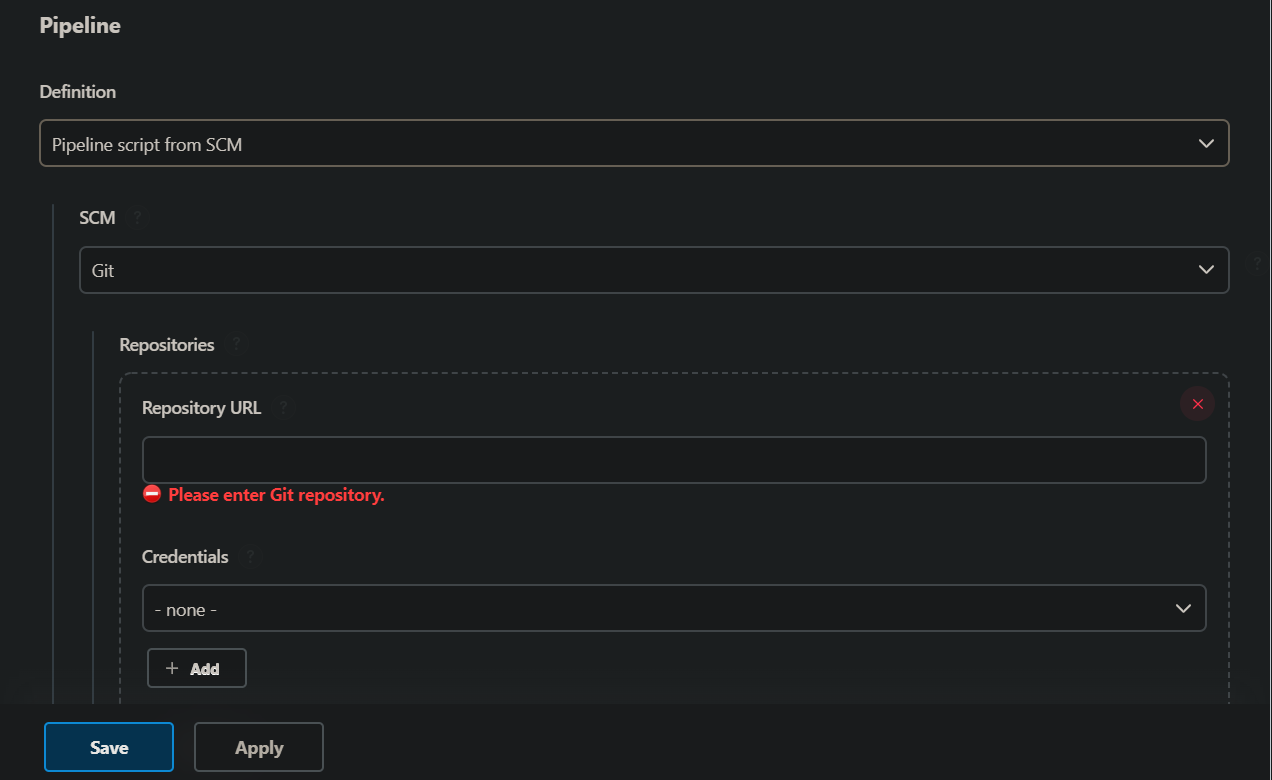 Pipeline
Definition
Pipeline script from SCM
SCM ?
Git
?
Repositories ?
Repository URL ?
Please enter Git repository.
Credentials ?
- none -
+ Add
Save Apply